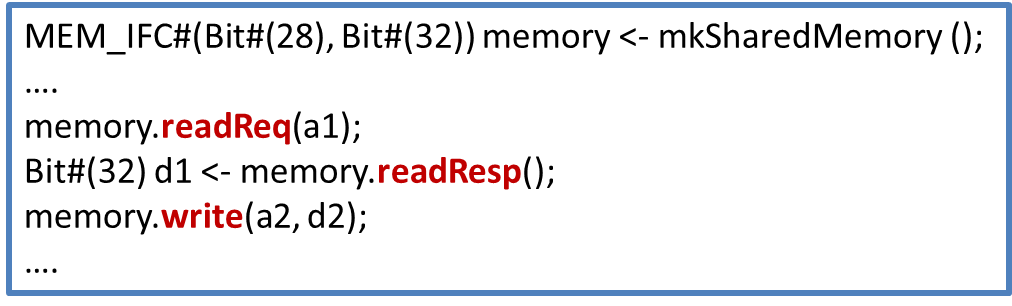 MEM_IFC#(Bit#(28), Bit#(32)) memory <- mkSharedMemory ();
....
memory.readReq(a1);
Bit#(32) d1 <- memory.readResp();
memory.write(a2, d2);
....